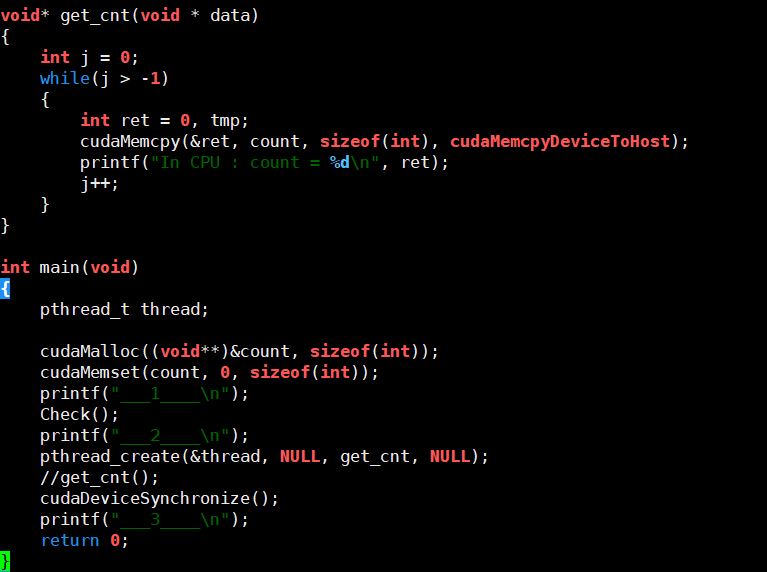 void* get_cnt(void * data)
{
    int j = 0;
    while(j > -1)
    {
        int ret = 0, tmp;
        cudaMemcpy(&ret, count, sizeof(int), cudaMemcpyDeviceToHost);
        printf("In CPU : count = %d\n", ret);
        j++;
    }
}

int main(void)
{
    pthread_t thread;

    cudaMalloc((void**)&count, sizeof(int));
    cudaMemset(count, 0, sizeof(int));
    printf("___1____\n");
    Check();
    printf("___2____\n");
    pthread_create(&thread, NULL, get_cnt, NULL);
    //get_cnt();
    cudaDeviceSynchronize();
    printf("___3____\n");
    return 0;
}